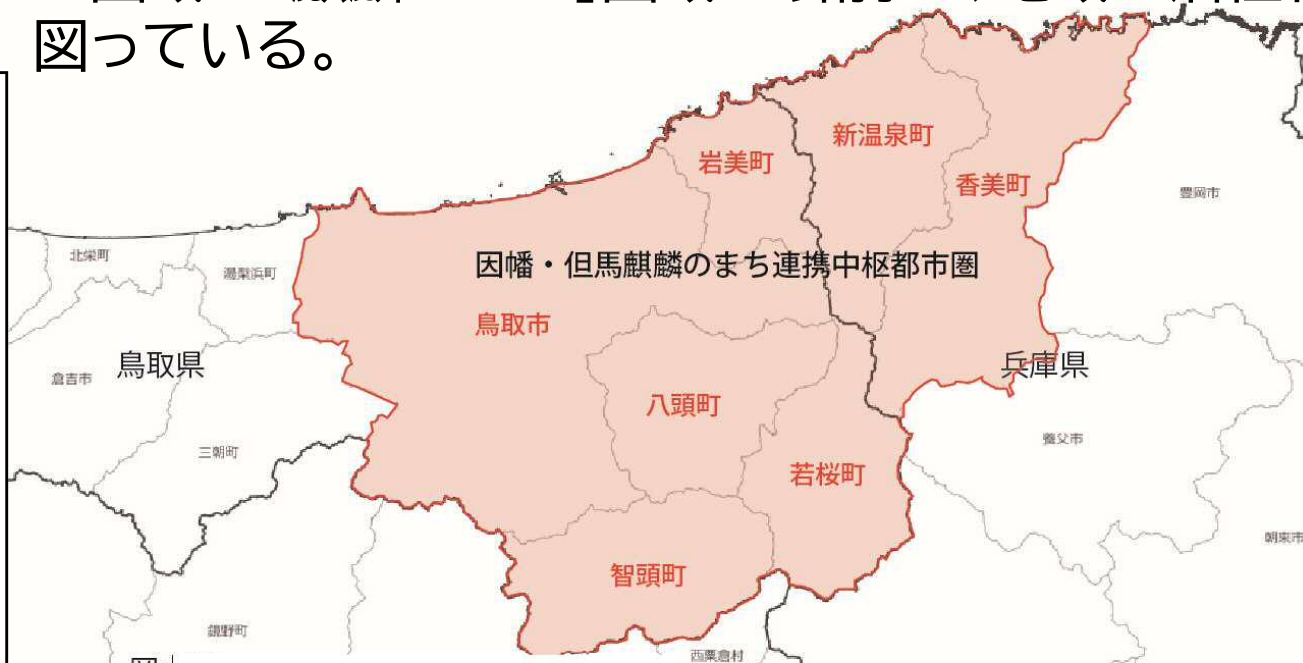 図っている。
新温泉町
岩美町
香美町
豊岡市
北栄町
湯梨浜町
因幡・但馬麒麟のまち連携中枢都市圏
鳥取市
鳥取県
兵庫県
倉吉市
八頭町
養父市
三朝町
若桜町
朝来市
智頭町
鏡野町
西粟倉村